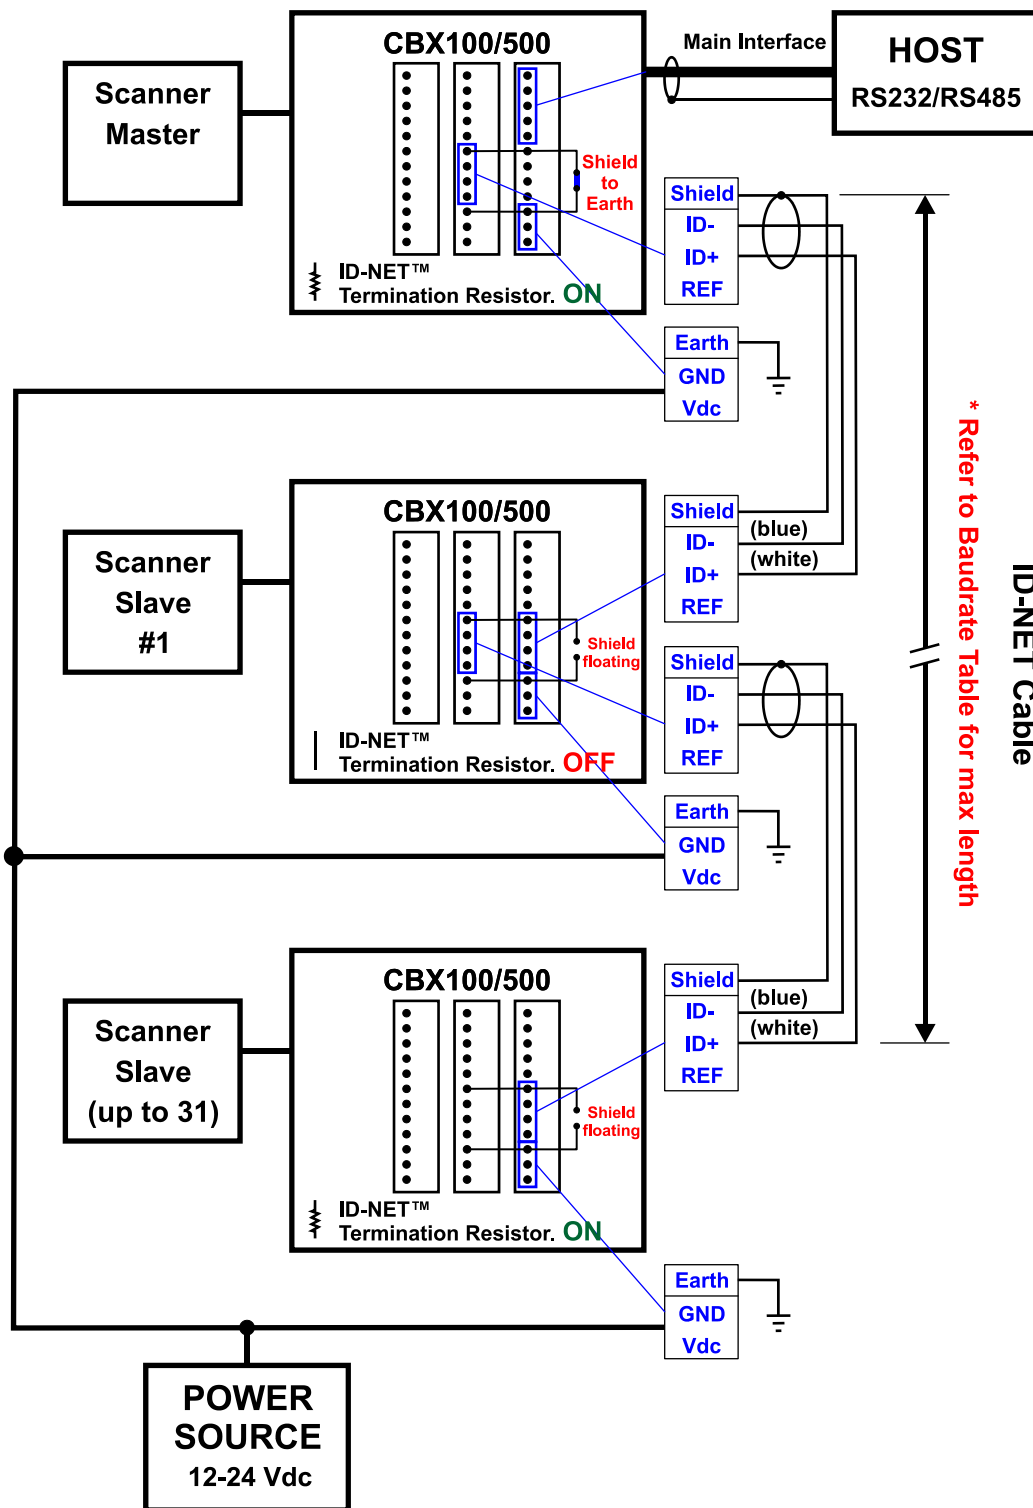 CBX100/500
Main Interface
HOST
RS232/RS485
Scanner
Master
Shield
to
Earth
ID-NET™
Termination Resistor. ON
Shield
ID-
ID+
REF
Earth
GND
Vdc
CBX100/500
Scanner
Slave
#1
Shield
floating
ID-NET™
Termination Resistor. OFF
Shield
ID-
(blue)
ID+
(white)
REF
Shield
ID-
ID+
REF
Earth
GND
Vdc
* Refer to Baudrate Table for max length
ID-NET Cable
CBX100/500
Scanner
Slave
(up to 31)
Shield
floating
ID-NET™
Termination Resistor. ON
Shield
ID-
(blue)
ID+
(white)
REF
Earth
GND
Vdc
POWER
SOURCE
12-24 Vdc